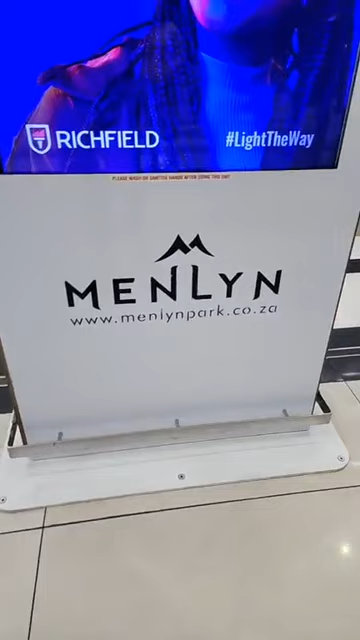 RICHFIELD #LightTheWay
PLEASE WASH OR SANITISE HANDS AFTER USING THIS UNIT
MENLYN
www.menlynpark.co.za